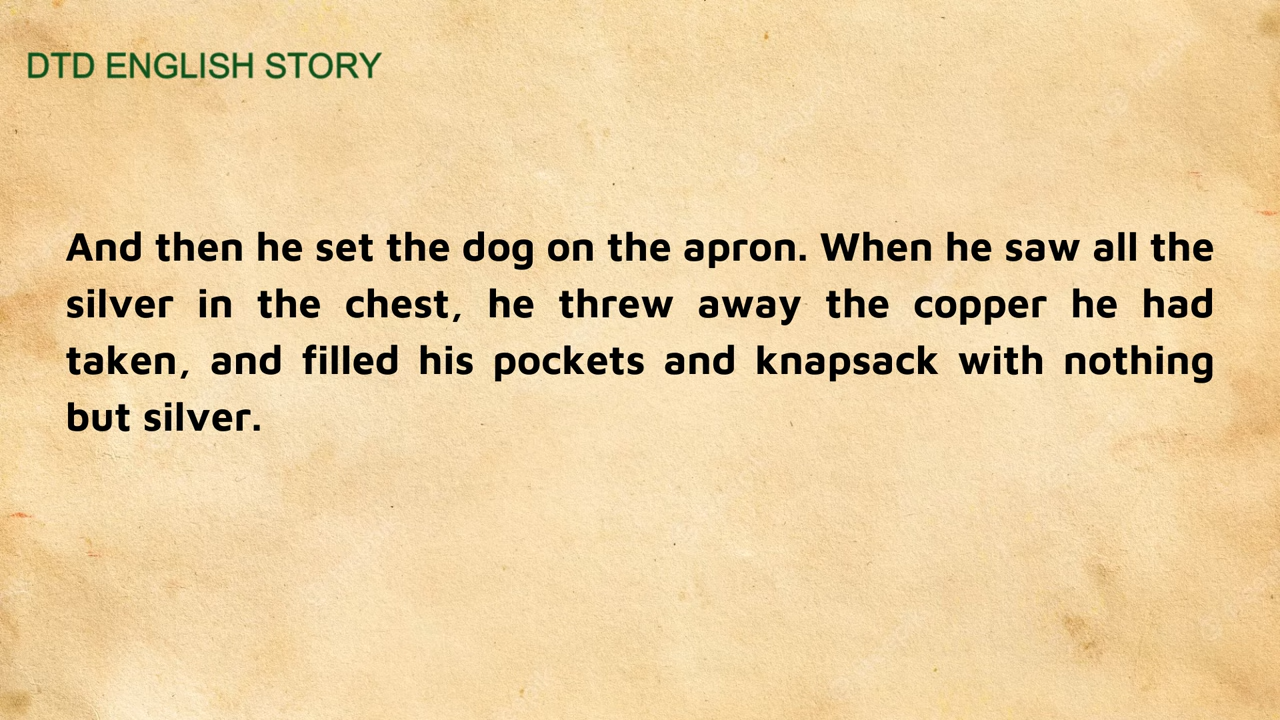 DTD ENGLISH STORY
And then he set the dog on the apron. When he saw all the
silver in the chest, he threw away the copper he had
taken, and filled his pockets and knapsack with nothing
but silver.